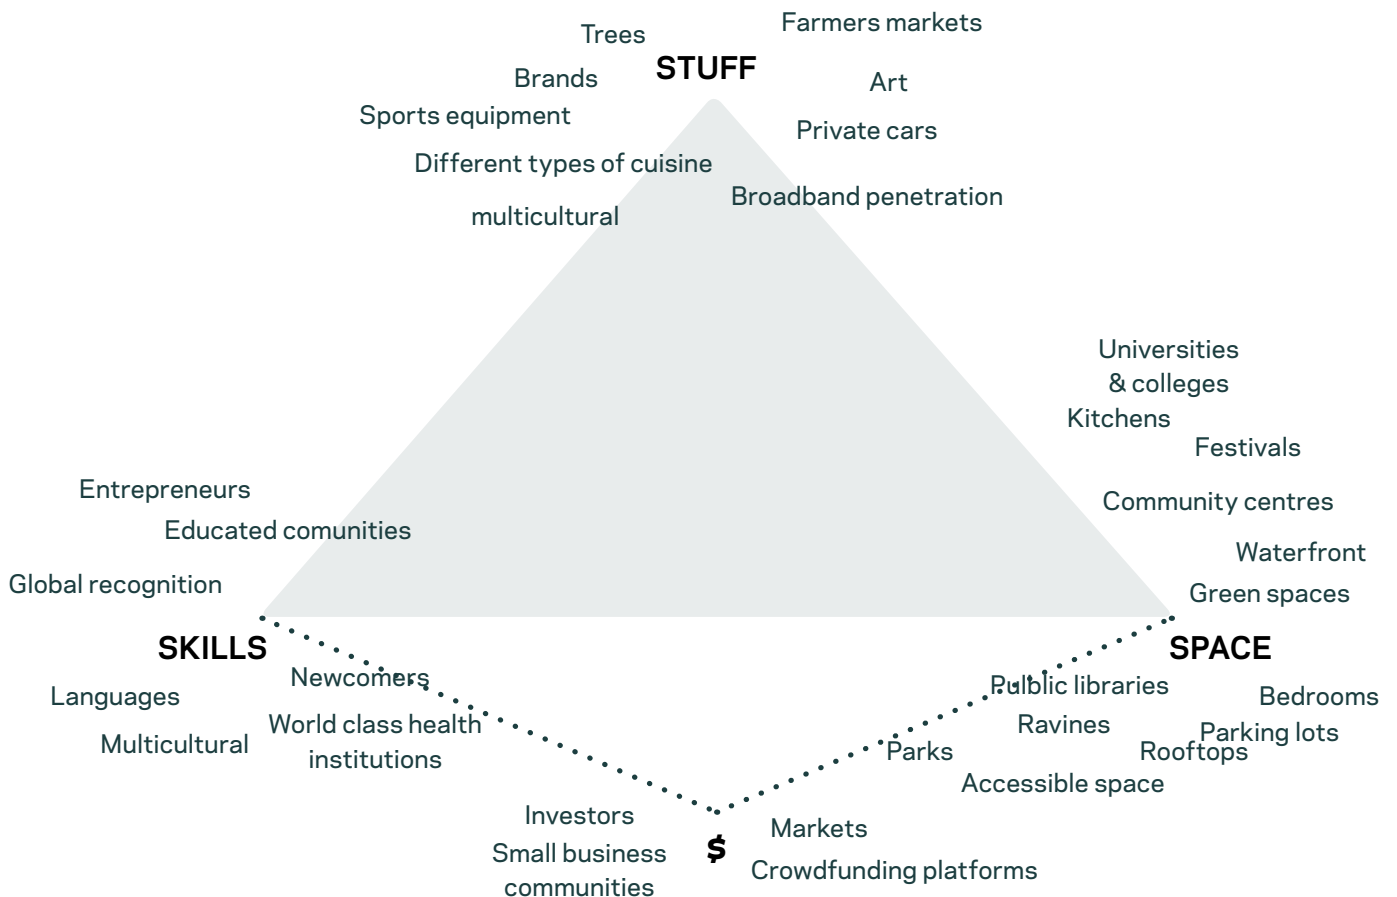 Farmers markets
Trees
STUFF
Brands
Art
Sports equipment
Private cars
Different types of cuisine
Broadband penetration
multicultural
Universities
& colleges
Kitchens
Festivals
Entrepreneurs
Community centres
Educated comunities
Waterfront
Global recognition
Green spaces
SKILLS
SPACE
Newcomers
Pulblic libraries
Languages
Bedrooms
World class health
institutions
Ravines
Parking lots
Multicultural
Parks
Rooftops
Accessible space
Investors
Markets
$
Small business
communities
Crowdfunding platforms